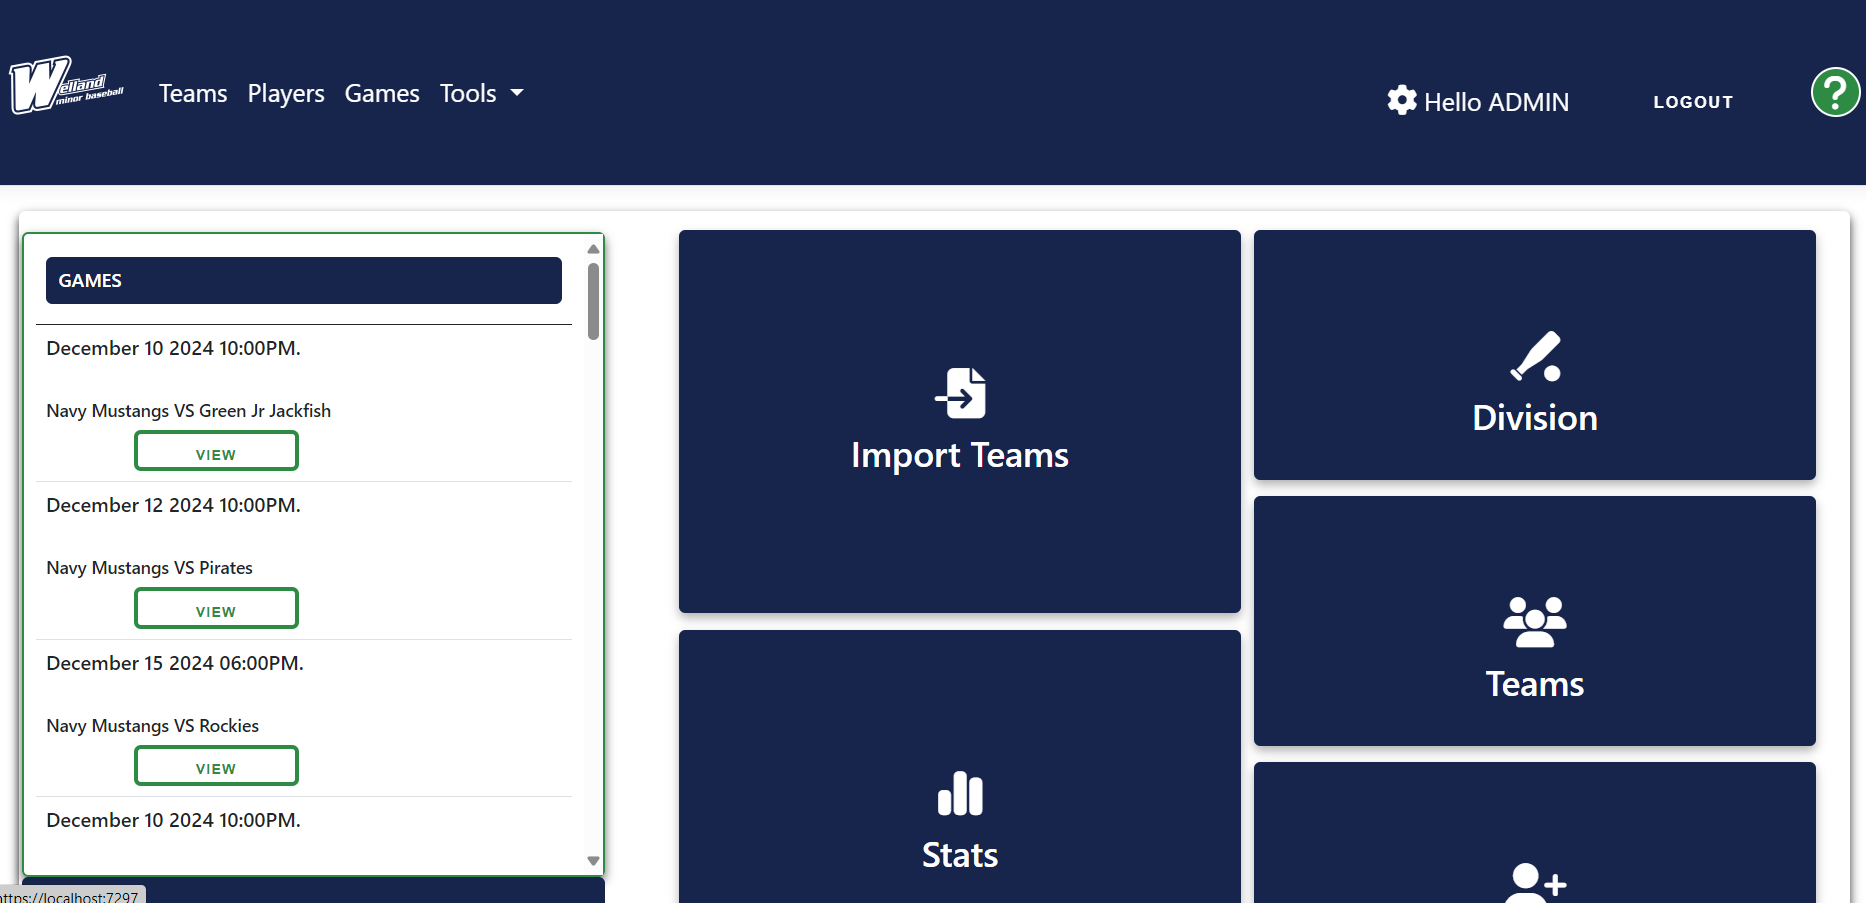 Welland
minor baseball
Teams Players Games Tools
Hello ADMIN
LOGOUT
?
GAMES
December 10 2024 10:00PM.
Navy Mustangs VS Green Jr Jackfish
VIEW
December 12 2024 10:00PM.
Navy Mustangs VS Pirates
VIEW
December 15 2024 06:00PM.
Navy Mustangs VS Rockies
VIEW
December 10 2024 10:00PM.
Import Teams
Stats
Division
Teams
https://localhost:7297